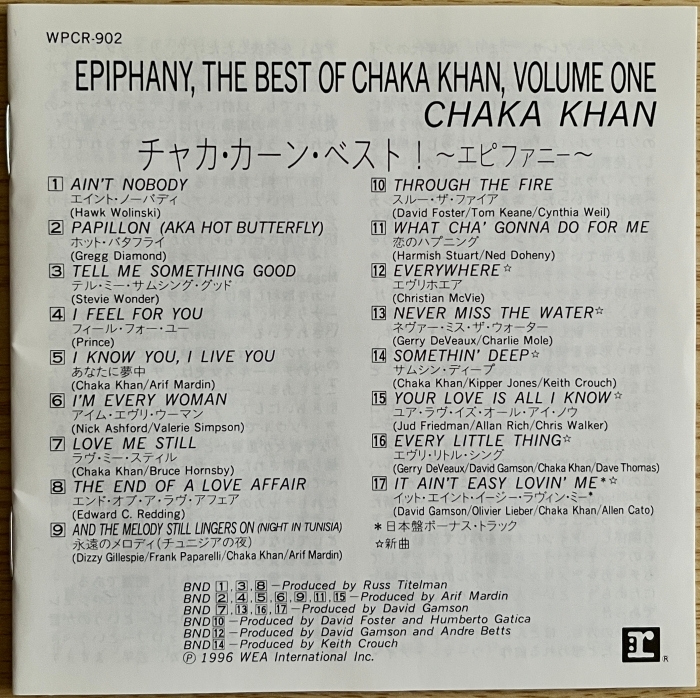 WPCR-902
EPIPHANY, THE BEST OF CHAKA KHAN, VOLUME ONE
CHAKA KHAN
チャカ・カーン・ベスト!~エピファニー~
1 AIN'T NOBODY
エイント・ノーバディ
(Hawk Wolinski)
2 PAPILLON (AKA HOT BUTTERFLY)
ホット・バタフライ
(Gregg Diamond)
3 TELL ME SOMETHING GOOD
テル・ミー・サムシング・グッド
(Stevie Wonder)
4 I FEEL FOR YOU
フィール・フォー・ユー
(Prince)
5 I KNOW YOU, I LIVE YOU
あなたに夢中
(Chaka Khan/Arif Mardin)
6 I'M EVERY WOMAN
アイム・エヴリ・ウーマン
(Nick Ashford/Valerie Simpson)
7 LOVE ME STILL
ラヴ・ミー・スティル
(Chaka Khan/Bruce Hornsby)
8 THE END OF A LOVE AFFAIR
エンド・オブ・ア・ラヴ・アフェア
(Edward C. Redding)
9 AND THE MELODY STILL LINGERS ON (NIGHT IN TUNISIA)
永遠のメロディ(チュニジアの夜)
(Dizzy Gillespie/Frank Paparelli/Chaka Khan/Arif Mardin)
10 THROUGH THE FIRE
スルー・ザ・ファイア
(David Foster/Tom Keane/Cynthia Weil)
11 WHAT CHA' GONNA DO FOR ME
恋のハプニング
(Harmish Stuart/Ned Doheny)
12 EVERYWHERE☆
エヴリホエア
(Christian McVie)
13 NEVER MISS THE WATER☆
ネヴァー・ミス・ザ・ウォーター
(Gerry DeVeaux/Charlie Mole)
14 SOMETHIN' DEEP☆
サムシン・ディープ
(Chaka Khan/Kipper Jones/Keith Crouch)
15 YOUR LOVE IS ALL I KNOW☆
ユア・ラヴ・イズ・オール・アイ・ノウ
(Jud Friedman/Allan Rich/Chris Walker)
16 EVERY LITTLE THING☆
エヴリ・リトル・シング
(Gerry DeVeaux/David Gamson/Chaka Khan/Dave Thomas)
17 IT AIN'T EASY LOVIN' ME*☆
イット・エイント・イージー・ラヴィン・ミー*
(David Gamson/Olivier Lieber/Chaka Khan/Allen Cato)
*日本盤ボーナス・トラック
☆新曲
BND 1, 3, 8—Produced by Russ Titelman
BND 2, 4, 5, 6, 9, 11, 15—Produced by Arif Mardin
BND 7, 13, 16, 17—Produced by David Gamson
BND 10—Produced by David Foster and Humberto Gatica
BND 12—Produced by David Gamson and Andre Betts
BND 14—Produced by Keith Crouch
Ⓟ 1996 WEA International Inc.
r
/R